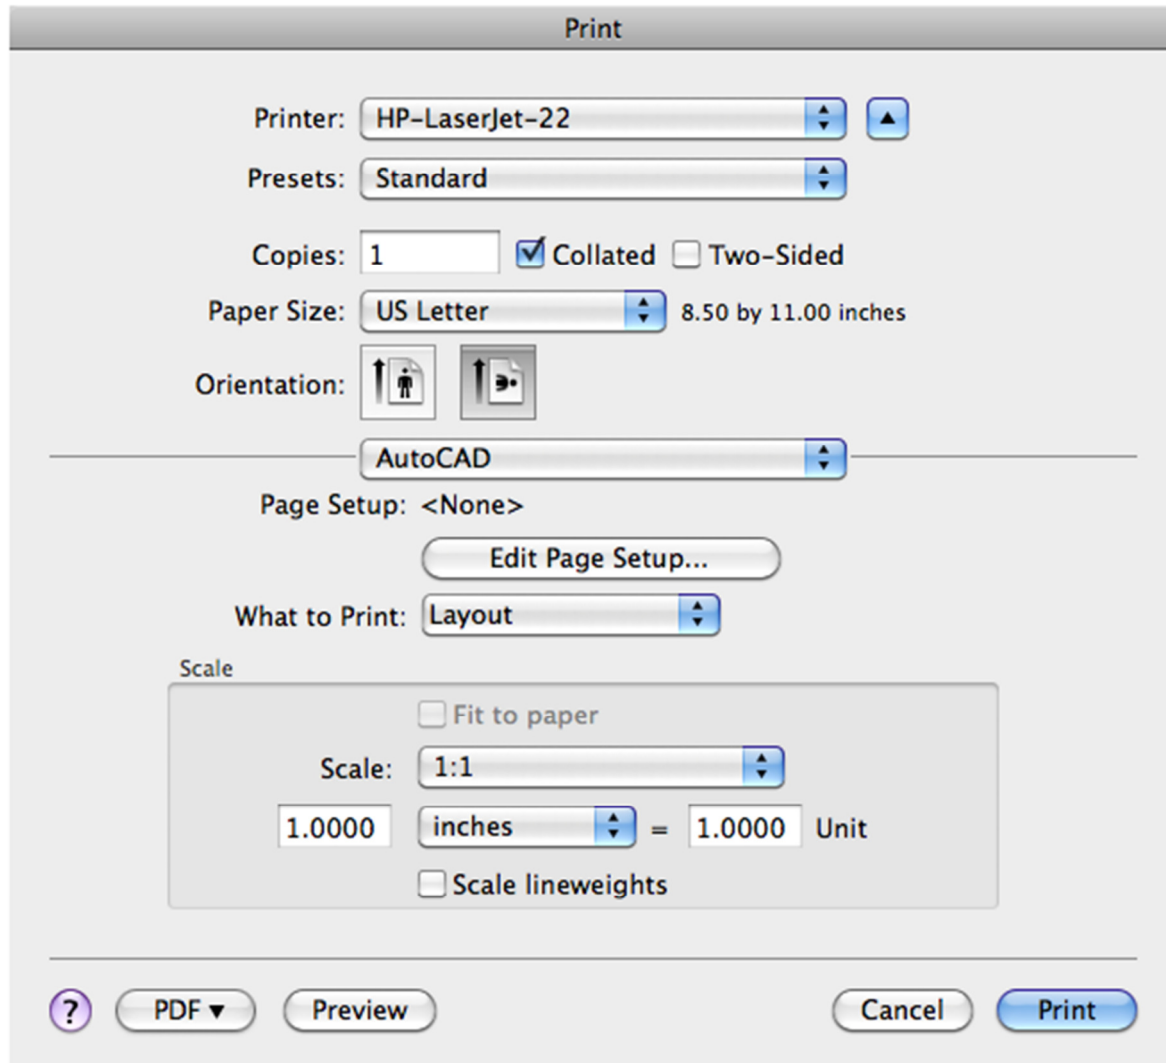 Print
Printer: HP-LaserJet-22
Presets: Standard
Copies: 1 Collated Two-Sided
Paper Size: US Letter 8.50 by 11.00 inches
Orientation:
AutoCAD
Page Setup: <None>
Edit Page Setup...
What to Print: Layout
Scale
Fit to paper
Scale: 1:1
1.0000 inches = 1.0000 Unit
Scale lineweights
? PDF ▼ Preview Cancel Print